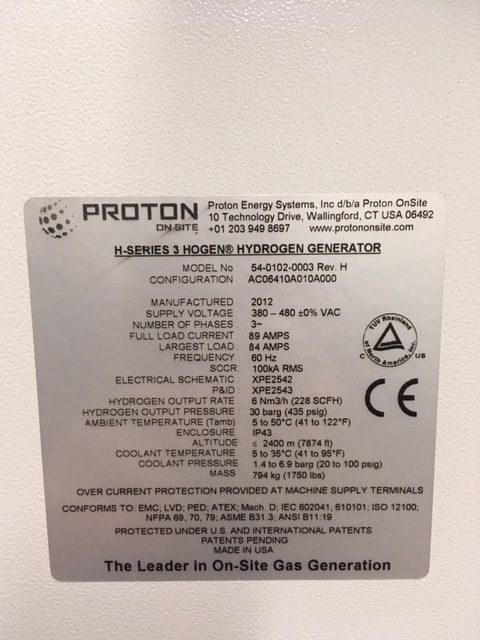 PROTON
ON SITE
Proton Energy Systems, Inc d/b/a Proton OnSite
10 Technology Drive, Wallingford, CT USA 06492
+01 203 949 8697 www.protononsite.com
H-SERIES 3 HOGEN® HYDROGEN GENERATOR
MODEL No : 54-0102-0003 Rev. H
CONFIGURATION AC06410A010A000
MANUFACTURED 2012
SUPPLY VOLTAGE 380 - 480 ±0% VAC
NUMBER OF PHASES 3~
FULL LOAD CURRENT 89 AMPS
LARGEST LOAD 84 AMPS
FREQUENCY 60 Hz
SCCR: 100kA RMS
ELECTRICAL SCHEMATIC XPE2542
P&ID: XPE2543
HYDROGEN OUTPUT RATE 6 Nm3/h (228 SCFH)
HYDROGEN OUTPUT PRESSURE : 30 barg (435 psig)
AMBIENT TEMPERATURE (Tamb) 5 to 50°C (41 to 122°F)
ENCLOSURE IP43
ALTITUDE ≤ 2400 m (7874 ft)
COOLANT TEMPERATURE 5 to 35°C (41 to 95°F)
COOLANT PRESSURE 1.4 to 6.9 barg (20 to 100 psig)
MASS 794 kg (1750 lbs)
TUV Rheinland
of North America, Inc.
C US
CE
OVER CURRENT PROTECTION PROVIDED AT MACHINE SUPPLY TERMINALS
CONFORMS TO: EMC; LVD; PED; ATEX; Mach. D; IEC 602041, 610101; ISO 12100;
NFPA 69, 70, 79; ASME B31.3; ANSI B11:19
PROTECTED UNDER U.S. AND INTERNATIONAL PATENTS
PATENTS PENDING
MADE IN USA
The Leader in On-Site Gas Generation